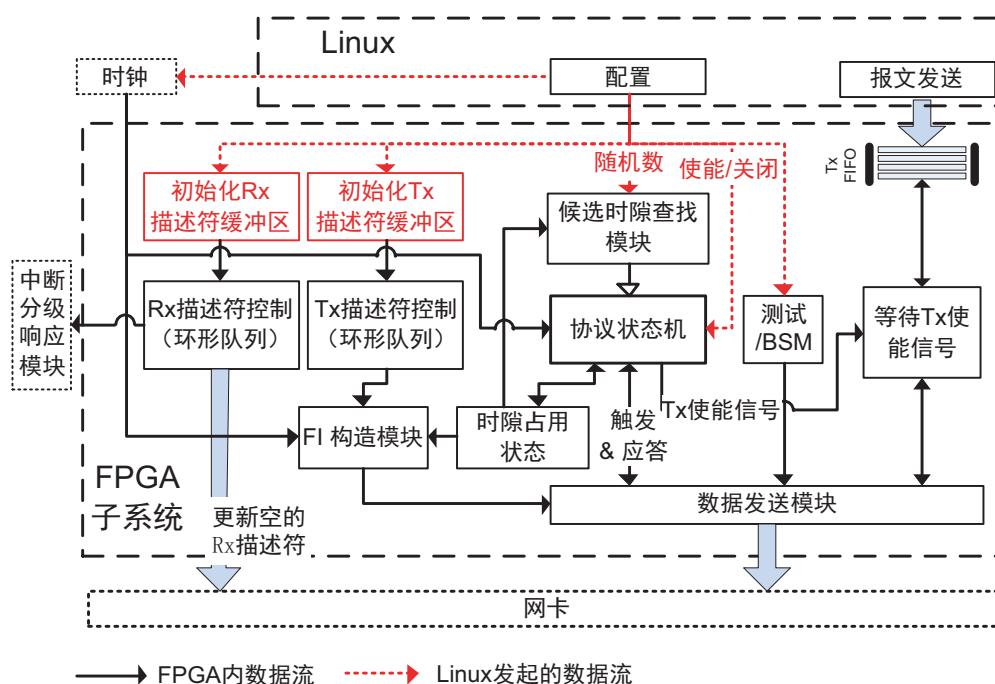 Linux
时钟
配置
报文发送
Tx
FIFO
随机数
使能/关闭
初始化Rx
描述符缓冲区
初始化Tx
描述符缓冲区
候选时隙查找
模块
中断
分级
响应
模块
Rx描述符控制
(环形队列)
Tx描述符控制
(环形队列)
协议状态机
测试
/BSM
等待Tx使
能信号
Tx使能信号
FI 构造模块
时隙占用
状态
触发
& 应答
FPGA
子系统
数据发送模块
更新空的
Rx描述符
网卡
FPGA内数据流
Linux发起的数据流